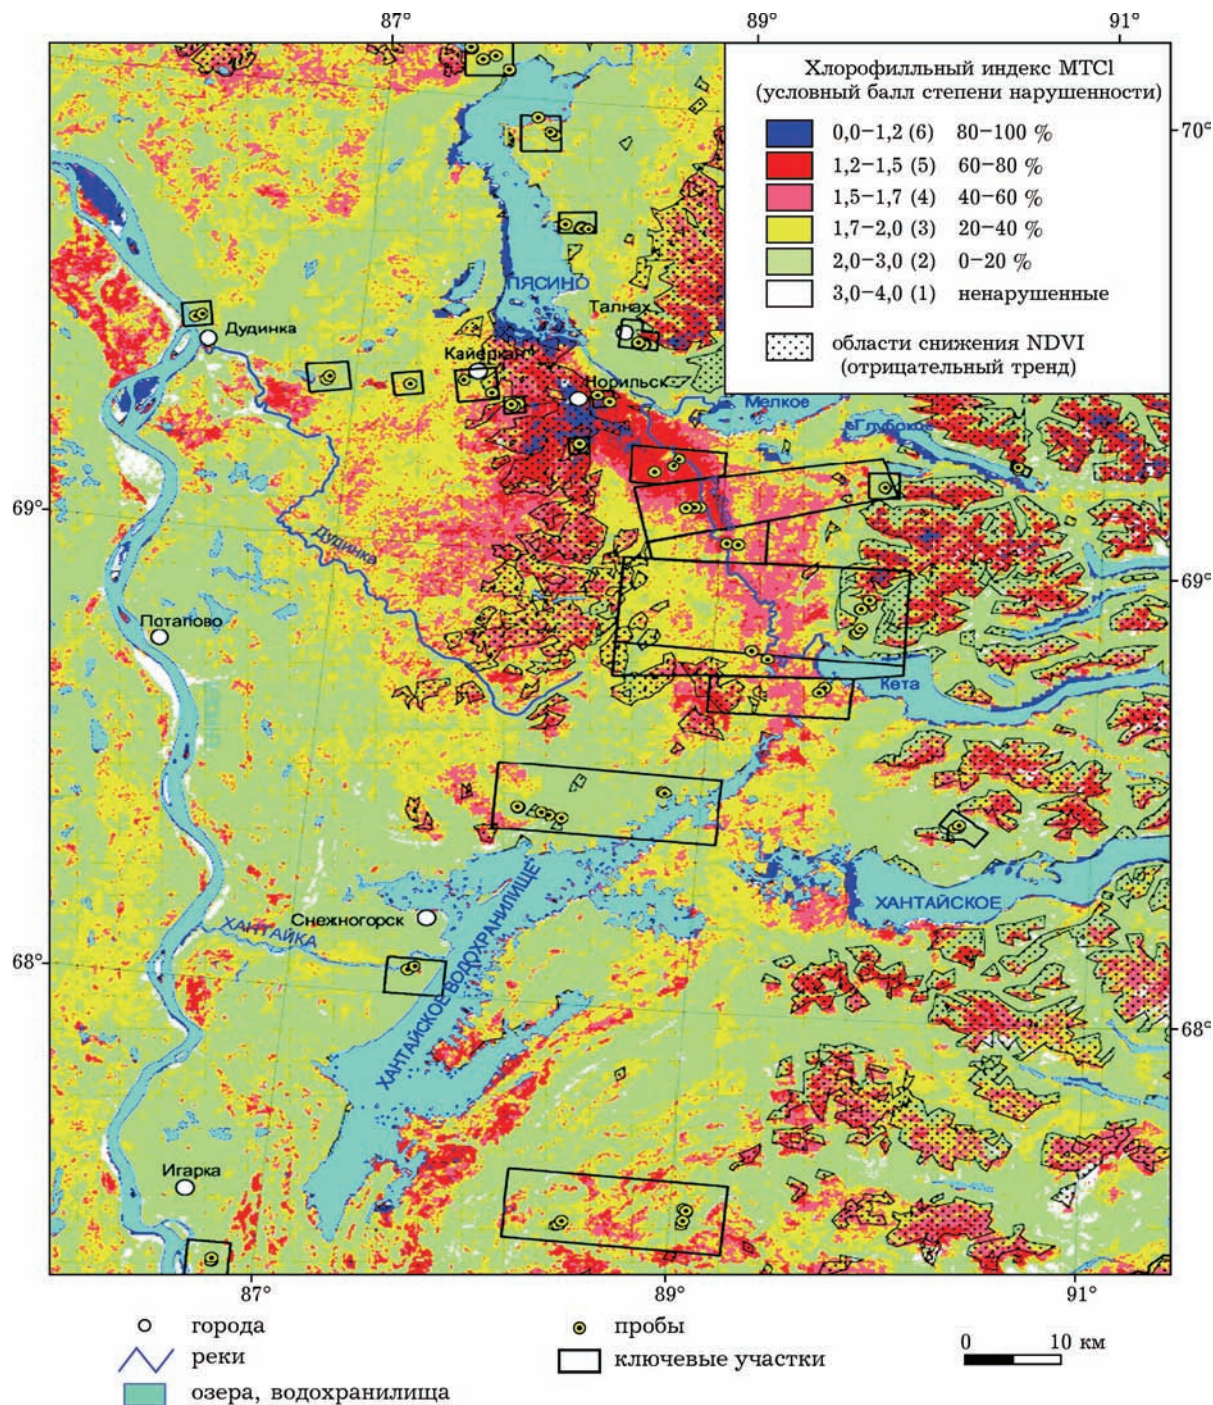 87°
89°
91°
Хлорофилльный индекс MTCl
(условный балл степени нарушенности)
0,0−1,2 (6) 80−100 %
1,2−1,5 (5) 60−80 %
1,5−1,7 (4) 40−60 %
1,7−2,0 (3) 20−40 %
2,0−3,0 (2) 0−20 %
3,0−4,0 (1) ненарушенные
области снижения NDVI
(отрицательный тренд)
70°
ПЯСИНО
Талнах
Дудинка
Кайеркан
Норильск
Мелкое
Глубокое
69°
Дудинка
69°
Потапово
Кета
ХАНТАЙСКОЕ
Снежногорск
ХАНТАЙКА
ХАНТАЙСКОЕ ВОДОХРАНИЛИЩЕ
68°
68°
Игарка
87°
89°
91°
города
пробы
0 10 км
реки
ключевые участки
озера, водохранилища